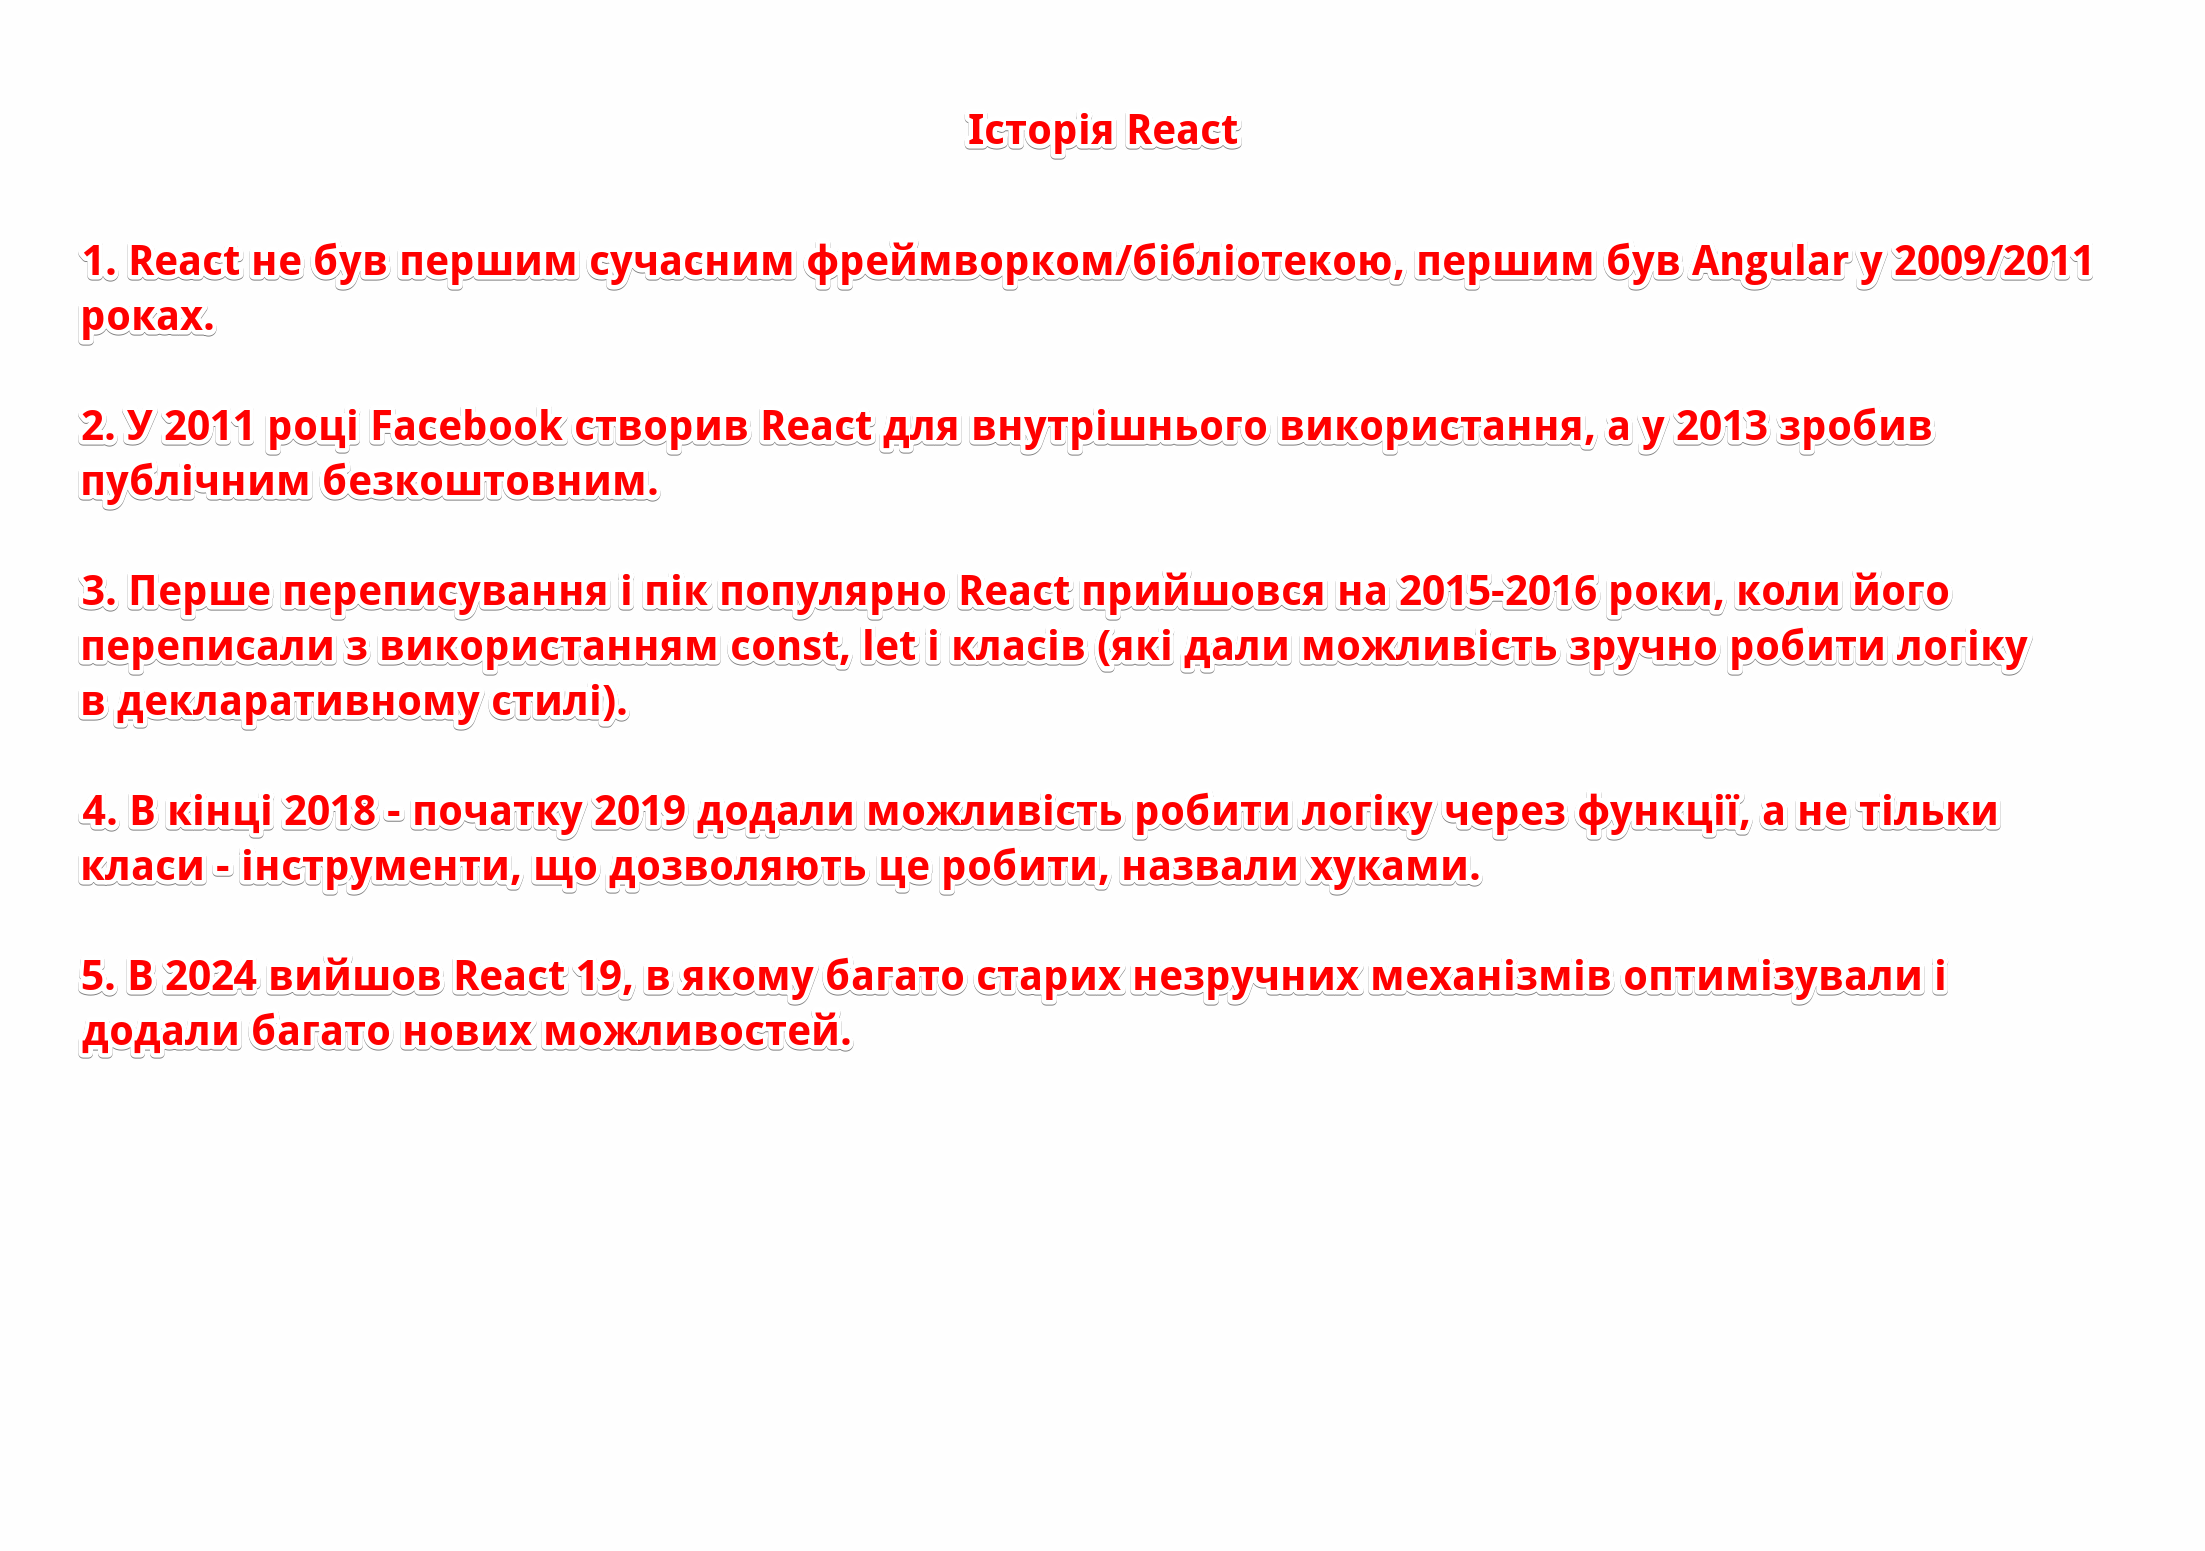 Історія React
1. React не був першим сучасним фреймворком/бібліотекою, першим був Angular у 2009/2011
роках.
2. У 2011 році Facebook створив React для внутрішнього використання, а у 2013 зробив
публічним безкоштовним.
3. Перше переписування і пік популярно React прийшовся на 2015-2016 роки, коли його
переписали з використанням const, let і класів (які дали можливість зручно робити логіку
в декларативному стилі).
4. В кінці 2018 - початку 2019 додали можливість робити логіку через функції, а не тільки
класи - інструменти, що дозволяють це робити, назвали хуками.
5. В 2024 вийшов React 19, в якому багато старих незручних механізмів оптимізували і
додали багато нових можливостей.